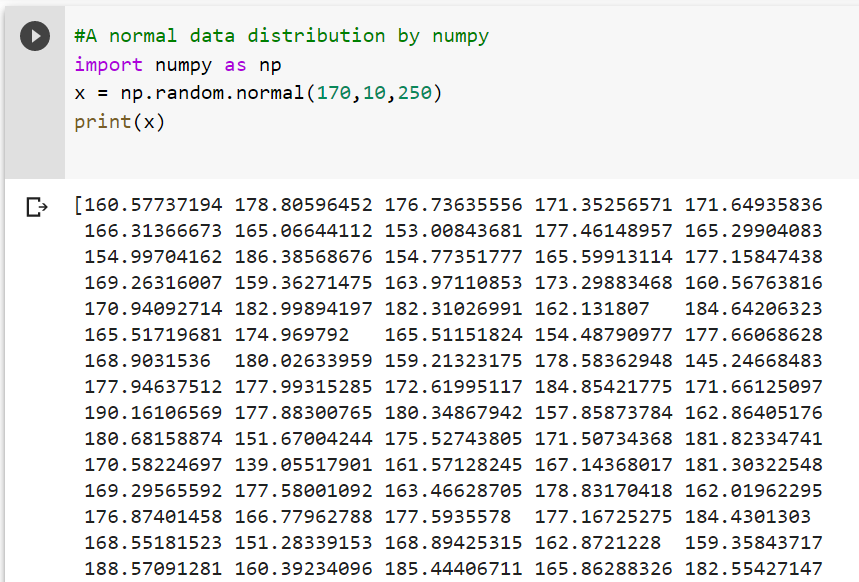 #A normal data distribution by numpy
import numpy as np
x = np.random.normal(170,10,250)
print(x)
[160.57737194 178.80596452 176.73635556 171.35256571 171.64935836
166.31366673 165.06644112 153.00843681 177.46148957 165.29904083
154.99704162 186.38568676 154.77351777 165.59913114 177.15847438
169.26316007 159.36271475 163.97110853 173.29883468 160.56763816
170.94092714 182.99894197 182.31026991 162.131807   184.64206323
165.51719681 174.969792   165.51151824 154.48790977 177.66068628
168.9031536  180.02633959 159.21323175 178.58362948 145.24668483
177.94637512 177.99315285 172.61995117 184.85421775 171.66125097
190.16106569 177.88300765 180.34867942 157.85873784 162.86405176
180.68158874 151.67004244 175.52743805 171.50734368 181.82334741
170.58224697 139.05517901 161.57128245 167.14368017 181.30322548
169.29565592 177.58001092 163.46628705 178.83170418 162.01962295
176.87401458 166.77962788 177.5935578  177.16725275 184.4301303
168.55181523 151.28339153 168.89425315 162.8721228  159.35843717
188.57091281 160.39234096 185.44406711 165.86288326 182.55427147